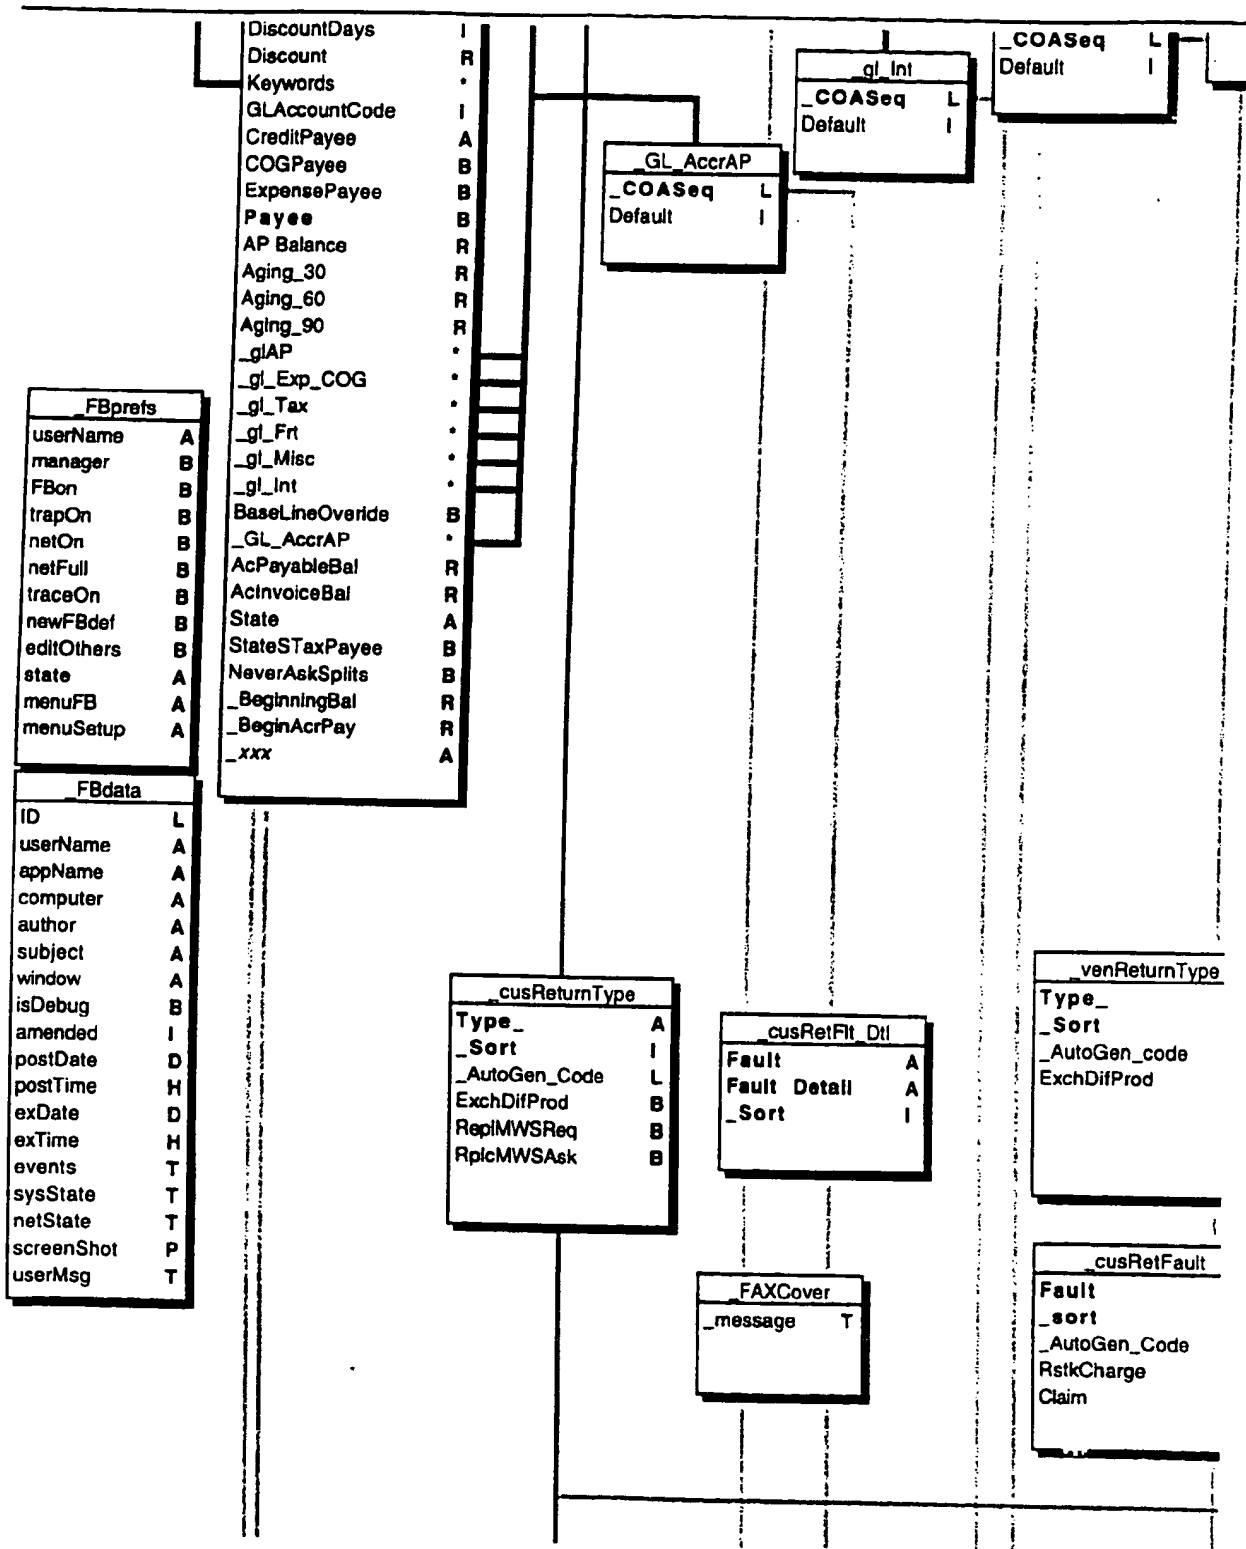 DiscountDays I
Discount R
Keywords *
GLAccountCode I
CreditPayee A
COGPayee B
ExpensePayee B
Payee B
AP Balance R
Aging_30 R
Aging_60 R
Aging_90 R
_glAP *
_gl_Exp_COG *
_gl_Tax *
_gl_Frt *
_gl_Misc *
_gl_Int *
BaseLineOveride B
_GL_AccrAP *
AcPayableBal R
AcInvoiceBal R
State A
StateSTaxPayee B
NeverAskSplits B
_BeginningBal R
_BeginAcrPay R
_xxx A
_GL_AccrAP
_COASeq L
Default I
_gl_Int
_COASeq L
Default I
_COASeq L
Default I
_FBprefs
userName A
manager B
FBon B
trapOn B
netOn B
netFull B
traceOn B
newFBdef B
editOthers B
state A
menuFB A
menuSetup A
_FBdata
ID L
userName A
appName A
computer A
author A
subject A
window A
isDebug B
amended I
postDate D
postTime H
exDate D
exTime H
events T
sysState T
netState T
screenShot P
userMsg T
_cusReturnType
Type_ A
_Sort I
_AutoGen_Code L
ExchDifProd B
ReplMWSReq B
RplcMWSAsk B
_cusRetFlt_Dtl
Fault A
Fault Detail A
_Sort I
_FAXCover
_message T
_venReturnType
Type_
_Sort
_AutoGen_code
ExchDifProd
_cusRetFault
Fault
_sort
_AutoGen_Code
RstkCharge
Claim